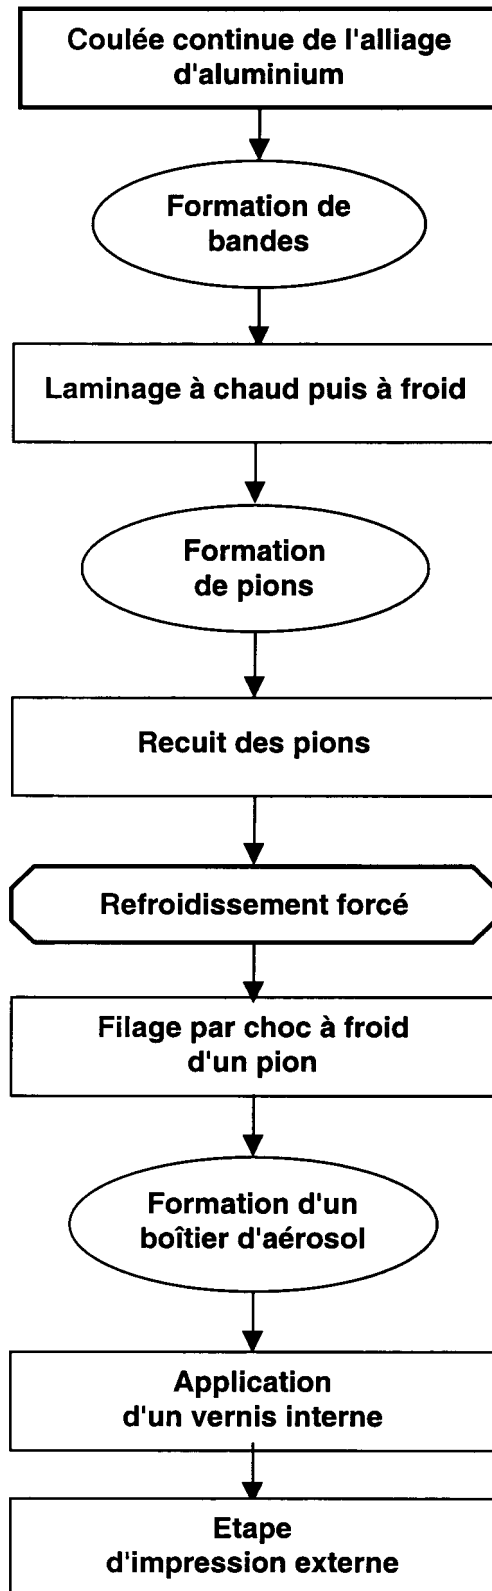 Coulée continue de l'alliage
d'aluminium
Formation de
bandes
Laminage à chaud puis à froid
Formation
de pions
Recuit des pions
Refroidissement forcé
Filage par choc à froid
d'un pion
Formation d'un
boîtier d'aérosol
Application
d'un vernis interne
Etape
d'impression externe